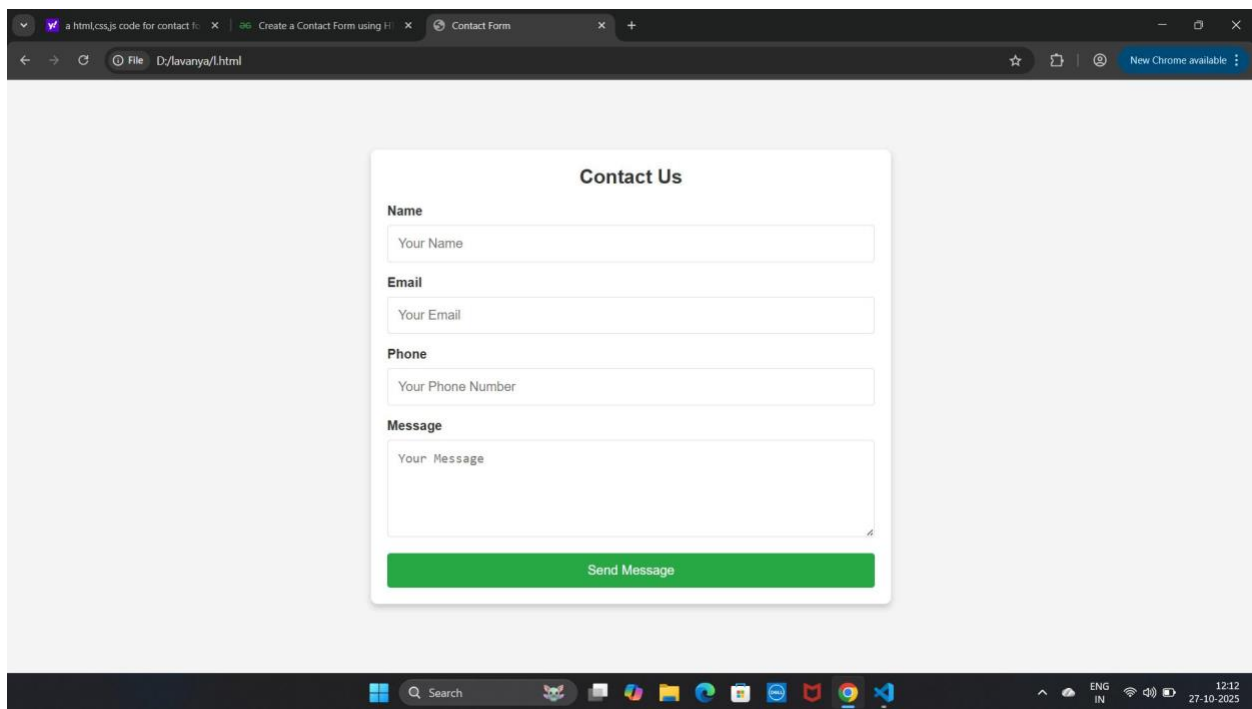 a html,css,js code for contact fo
Create a Contact Form using H
Contact Form
File D:/lavanya/l.html
New Chrome available
Contact Us
Name
Your Name
Email
Your Email
Phone
Your Phone Number
Message
Your Message
Send Message
Search
ENG
IN
12:12
27-10-2025